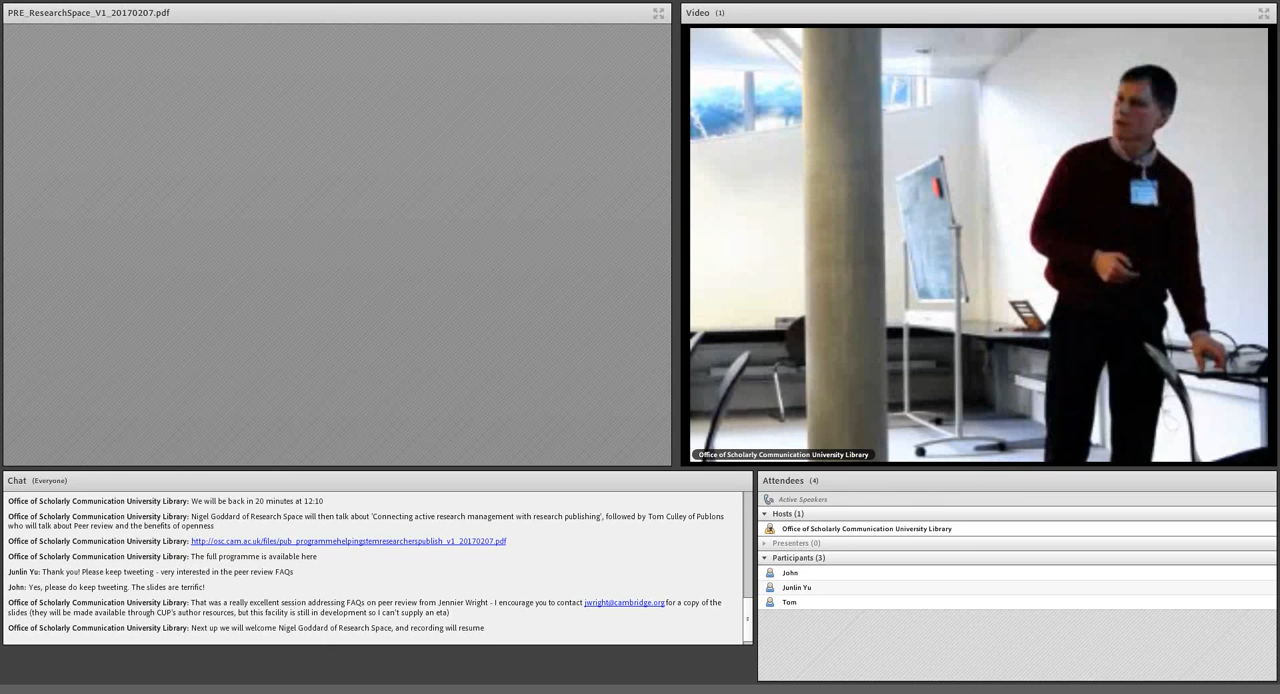 PRE_ResearchSpace_V1_20170207.pdf
Video (1)
Office of Scholarly Communication University Library
Chat (Everyone)
Office of Scholarly Communication University Library: We will be back in 20 minutes at 12:10
Office of Scholarly Communication University Library: Nigel Goddard of Research Space will then talk about 'Connecting active research management with research publishing', followed by Tom Culley of Publons
who will talk about Peer review and the benefits of openness
Office of Scholarly Communication University Library: http://osc.cam.ac.uk/files/pub_programmehelpingstemresearcherspublish_v1_20170207.pdf
Office of Scholarly Communication University Library: The full programme is available here
Junlin Yu: Thank you! Please keep tweeting - very interested in the peer review FAQs
John: Yes, please do keep tweeting. The slides are terrific!
Office of Scholarly Communication University Library: That was a really excellent session addressing FAQs on peer review from Jennier Wright - I encourage you to contact jwright@cambridge.org for a copy of the
slides (they will be made available through CUP's author resources, but this facility is still in development so I can't supply an eta)
Office of Scholarly Communication University Library: Next up we will welcome Nigel Goddard of Research Space, and recording will resume
Attendees (4)
Active Speakers
Hosts (1)
Office of Scholarly Communication University Library
Presenters (0)
Participants (3)
John
Junlin Yu
Tom